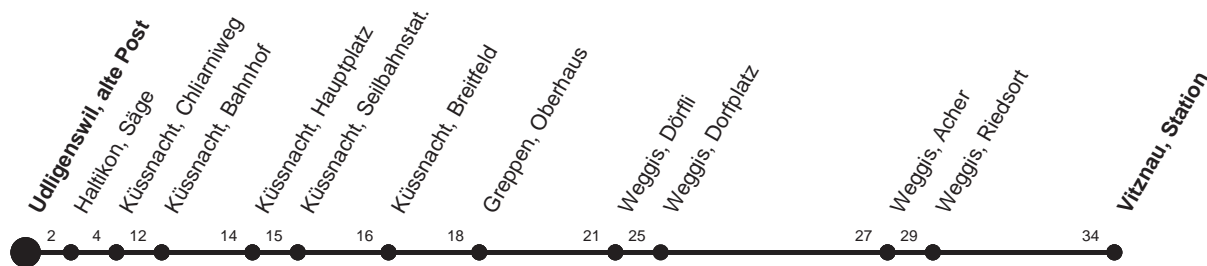 Udligenswil, alte Post
Haltikon, Säge
Küssnacht, Chliarniweg
Küssnacht, Bahnhof
Küssnacht, Hauptplatz
Küssnacht, Seilbahnstat.
Küssnacht, Breitfeld
Greppen, Oberhaus
Weggis, Dörfli
Weggis, Dorfplatz
Weggis, Acher
Weggis, Riedsort
Vitznau, Station
2 4 12 14 15 16 18 21 25 27 29 34